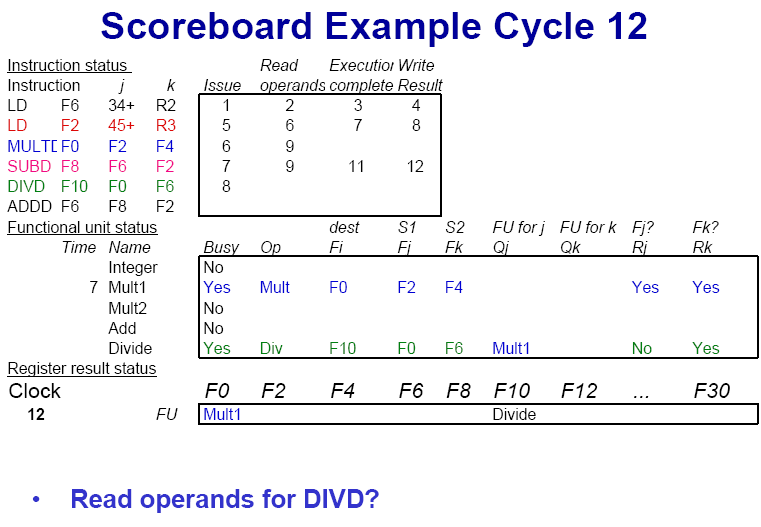 Scoreboard Example Cycle 12
Instruction status Read Execution Write
Instruction j k Issue operands complete Result
LD F6 34+ R2 1 2 3 4
LD F2 45+ R3 5 6 7 8
MULTD F0 F2 F4 6 9
SUBD F8 F6 F2 7 9 11 12
DIVD F10 F0 F6 8
ADDD F6 F8 F2
Functional unit status dest S1 S2 FU for j FU for k Fj? Fk?
Time Name Busy Op Fi Fj Fk Qj Qk Rj Rk
Integer No
7 Mult1 Yes Mult F0 F2 F4 Yes Yes
Mult2 No
Add No
Divide Yes Div F10 F0 F6 Mult1 No Yes
Register result status
Clock F0 F2 F4 F6 F8 F10 F12 ... F30
12 FU Mult1 Divide
• Read operands for DIVD?